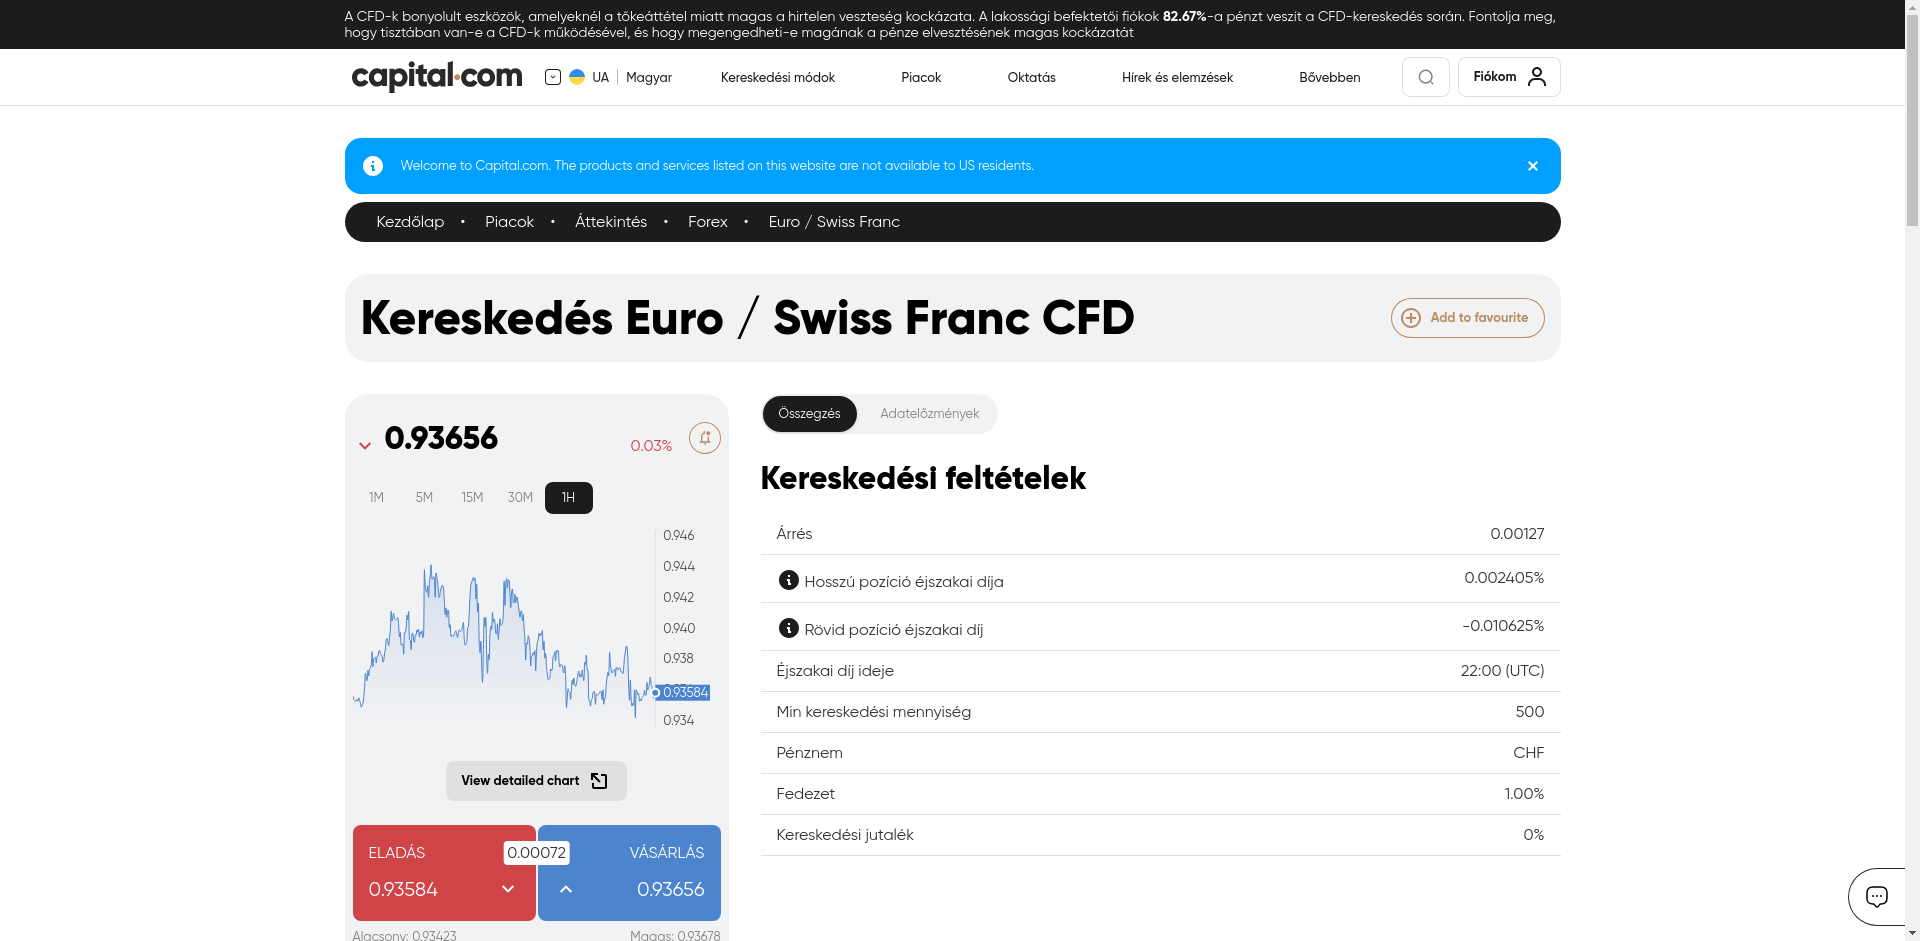 A CFD-k bonyolult eszközök, amelyeknél a tőkeáttétel miatt magas a hirtelen veszteség kockázata. A lakossági befektetői fiókok 82.67%-a pénzt veszít a CFD-kereskedés során. Fontolja meg,
hogy tisztában van-e a CFD-k működésével, és hogy megengedheti-e magának a pénze elvesztésének magas kockázatát
capital.com
UA | Magyar
Kereskedési módok
Piacok
Oktatás
Hírek és elemzések
Bővebben
Fiókom
Welcome to Capital.com. The products and services listed on this website are not available to US residents.
Kezdőlap • Piacok • Áttekintés • Forex • Euro / Swiss Franc
Kereskedés Euro / Swiss Franc CFD
Add to favourite
0.93656
0.03%
1M 5M 15M 30M 1H
0.946
0.944
0.942
0.940
0.938
0.93584
0.934
View detailed chart
ELADÁS 0.00072 VÁSÁRLÁS
0.93584 0.93656
Alacsony: 0.93423 Magas: 0.93678
Összegzés Adatelőzmények
Kereskedési feltételek
Árrés 0.00127
Hosszú pozíció éjszakai díja 0.002405%
Rövid pozíció éjszakai díj -0.010625%
Éjszakai díj ideje 22:00 (UTC)
Min kereskedési mennyiség 500
Pénznem CHF
Fedezet 1.00%
Kereskedési jutalék 0%